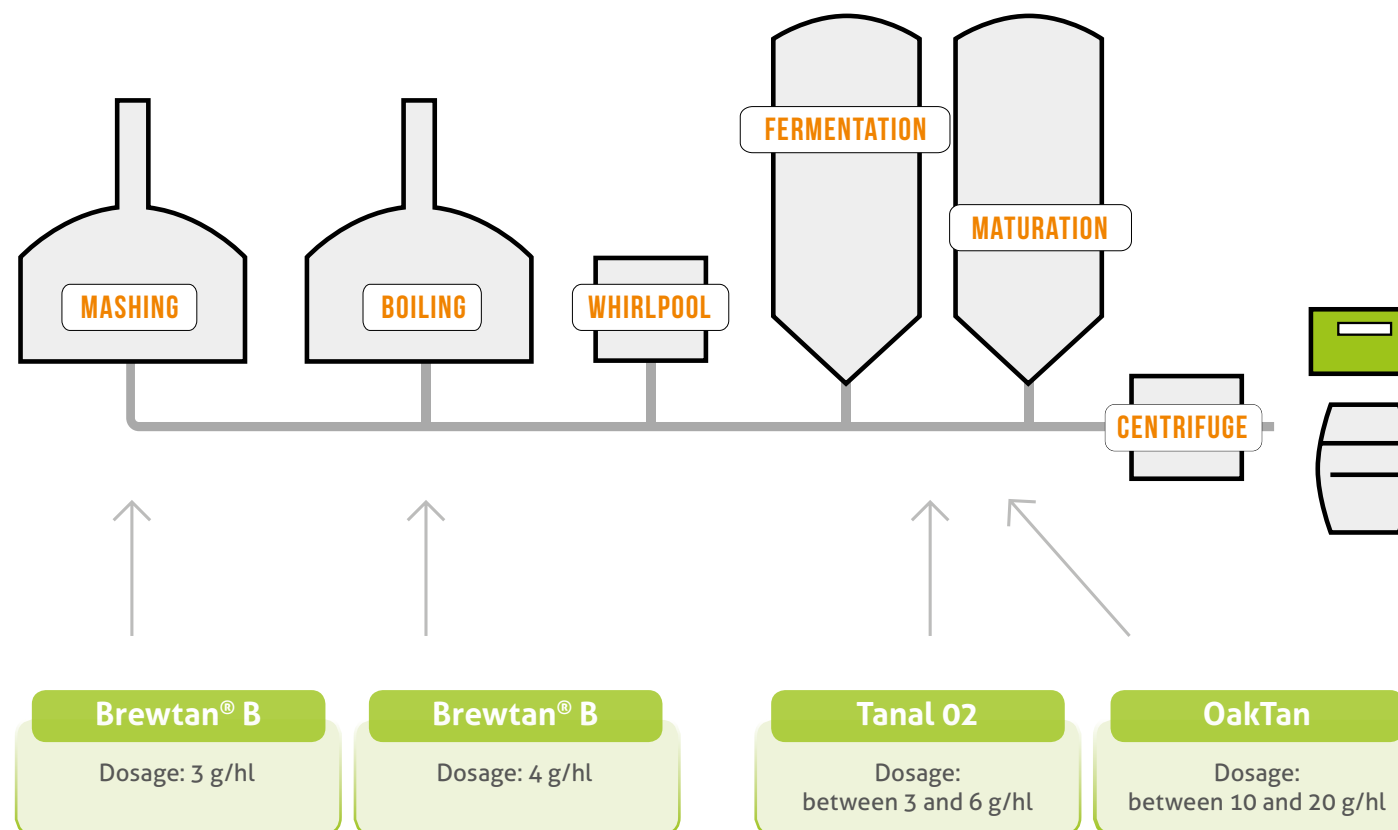 FERMENTATION
MATURATION
MASHING
BOILING
WHIRLPOOL
CENTRIFUGE
Brewtan® B
Dosage: 3 g/hl
Brewtan® B
Dosage: 4 g/hl
Tanal 02
Dosage:
between 3 and 6 g/hl
OakTan
Dosage:
between 10 and 20 g/hl